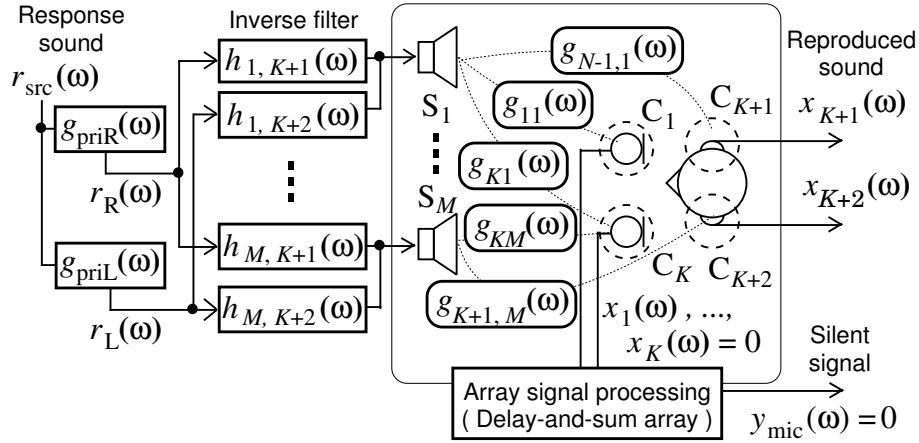 Response
sound
r_src(ω)
g_priR(ω)
r_R(ω)
g_priL(ω)
r_L(ω)
Inverse filter
h_1, K+1(ω)
h_1, K+2(ω)
h_M, K+1(ω)
h_M, K+2(ω)
S_1
S_M
g_N-1,1(ω)
g_11(ω)
g_K1(ω)
g_KM(ω)
g_K+1, M(ω)
C_1
C_K+1
C_K
C_K+2
x_1(ω) , ...,
x_K(ω) = 0
Array signal processing
( Delay-and-sum array )
Reproduced
sound
x_K+1(ω)
x_K+2(ω)
Silent
signal
y_mic(ω) = 0